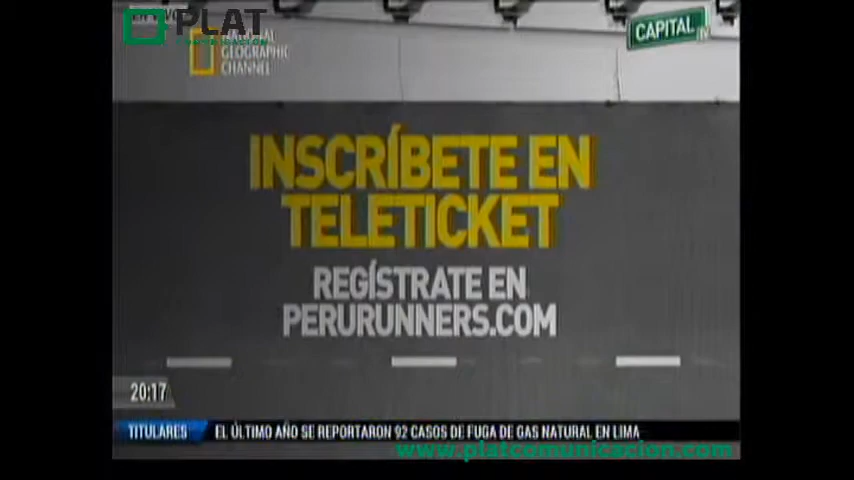 PLAT
NATIONAL
GEOGRAPHIC
CHANNEL
CAPITAL
INSCRÍBETE EN
TELETICKET
REGÍSTRATE EN
PERURUNNERS.COM
20:17
TITULARES EL ÚLTIMO AÑO SE REPORTARON 92 CASOS DE FUGA DE GAS NATURAL EN LIMA
www.platcomunicacion.com